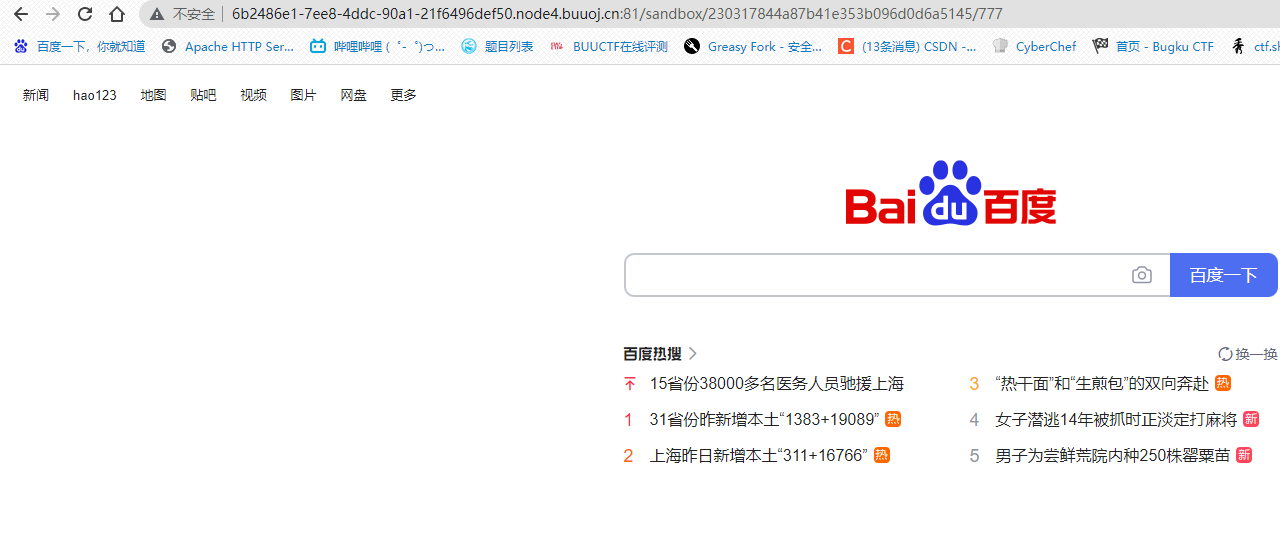 不安全 6b2486e1-7ee8-4ddc-90a1-21f6496def50.node4.buuoj.cn:81/sandbox/230317844a87b41e353b096d0d6a5145/777
百度一下，你就知道 Apache HTTP Ser... 哔哩哔哩 ( ゜- ゜)つ... 题目列表 BUUCTF在线评测 Greasy Fork - 安全... (13条消息) CSDN -... CyberChef 首页 - Bugku CTF ctf.sh
新闻 hao123 地图 贴吧 视频 图片 网盘 更多
Bai du 百度
百度一下
百度热搜 换一换
15省份38000多名医务人员驰援上海
3 “热干面”和“生煎包”的双向奔赴 热
1 31省份昨新增本土“1383+19089” 热
4 女子潜逃14年被抓时正淡定打麻将 新
2 上海昨日新增本土“311+16766” 热
5 男子为尝鲜荒院内种250株罂粟苗 新